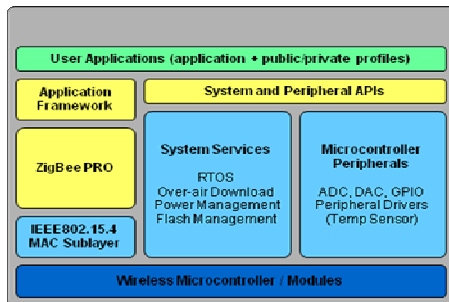 User Applications (application + public/private profiles)
Application
Framework
System and Peripheral APIs
ZigBee PRO
System Services
RTOS
Over-air Download
Power Management
Flash Management
Microcontroller
Peripherals
ADC, DAC, GPIO
Peripheral Drivers
(Temp Sensor)
IEEE802.15.4
MAC Sublayer
Wireless Microcontroller / Modules